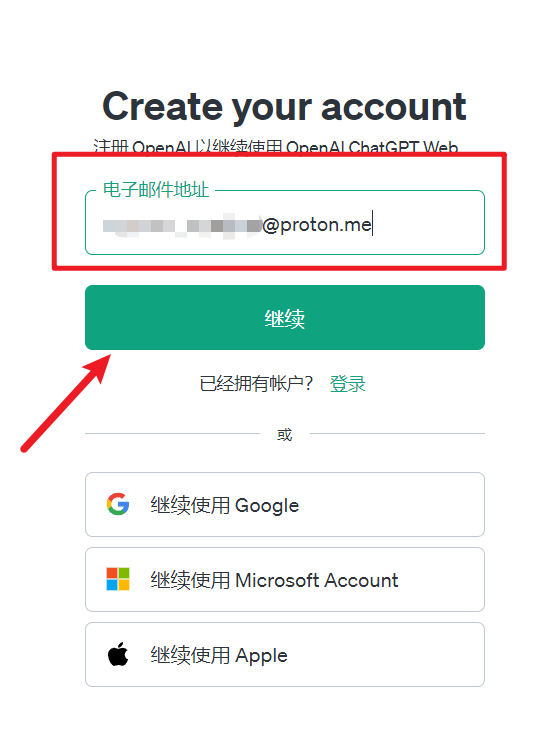 Create your account
注册 OpenAI 以继续使用 OpenAI ChatGPT Web
电子邮件地址
@proton.me
继续
已经拥有帐户？ 登录
或
继续使用 Google
继续使用 Microsoft Account
继续使用 Apple